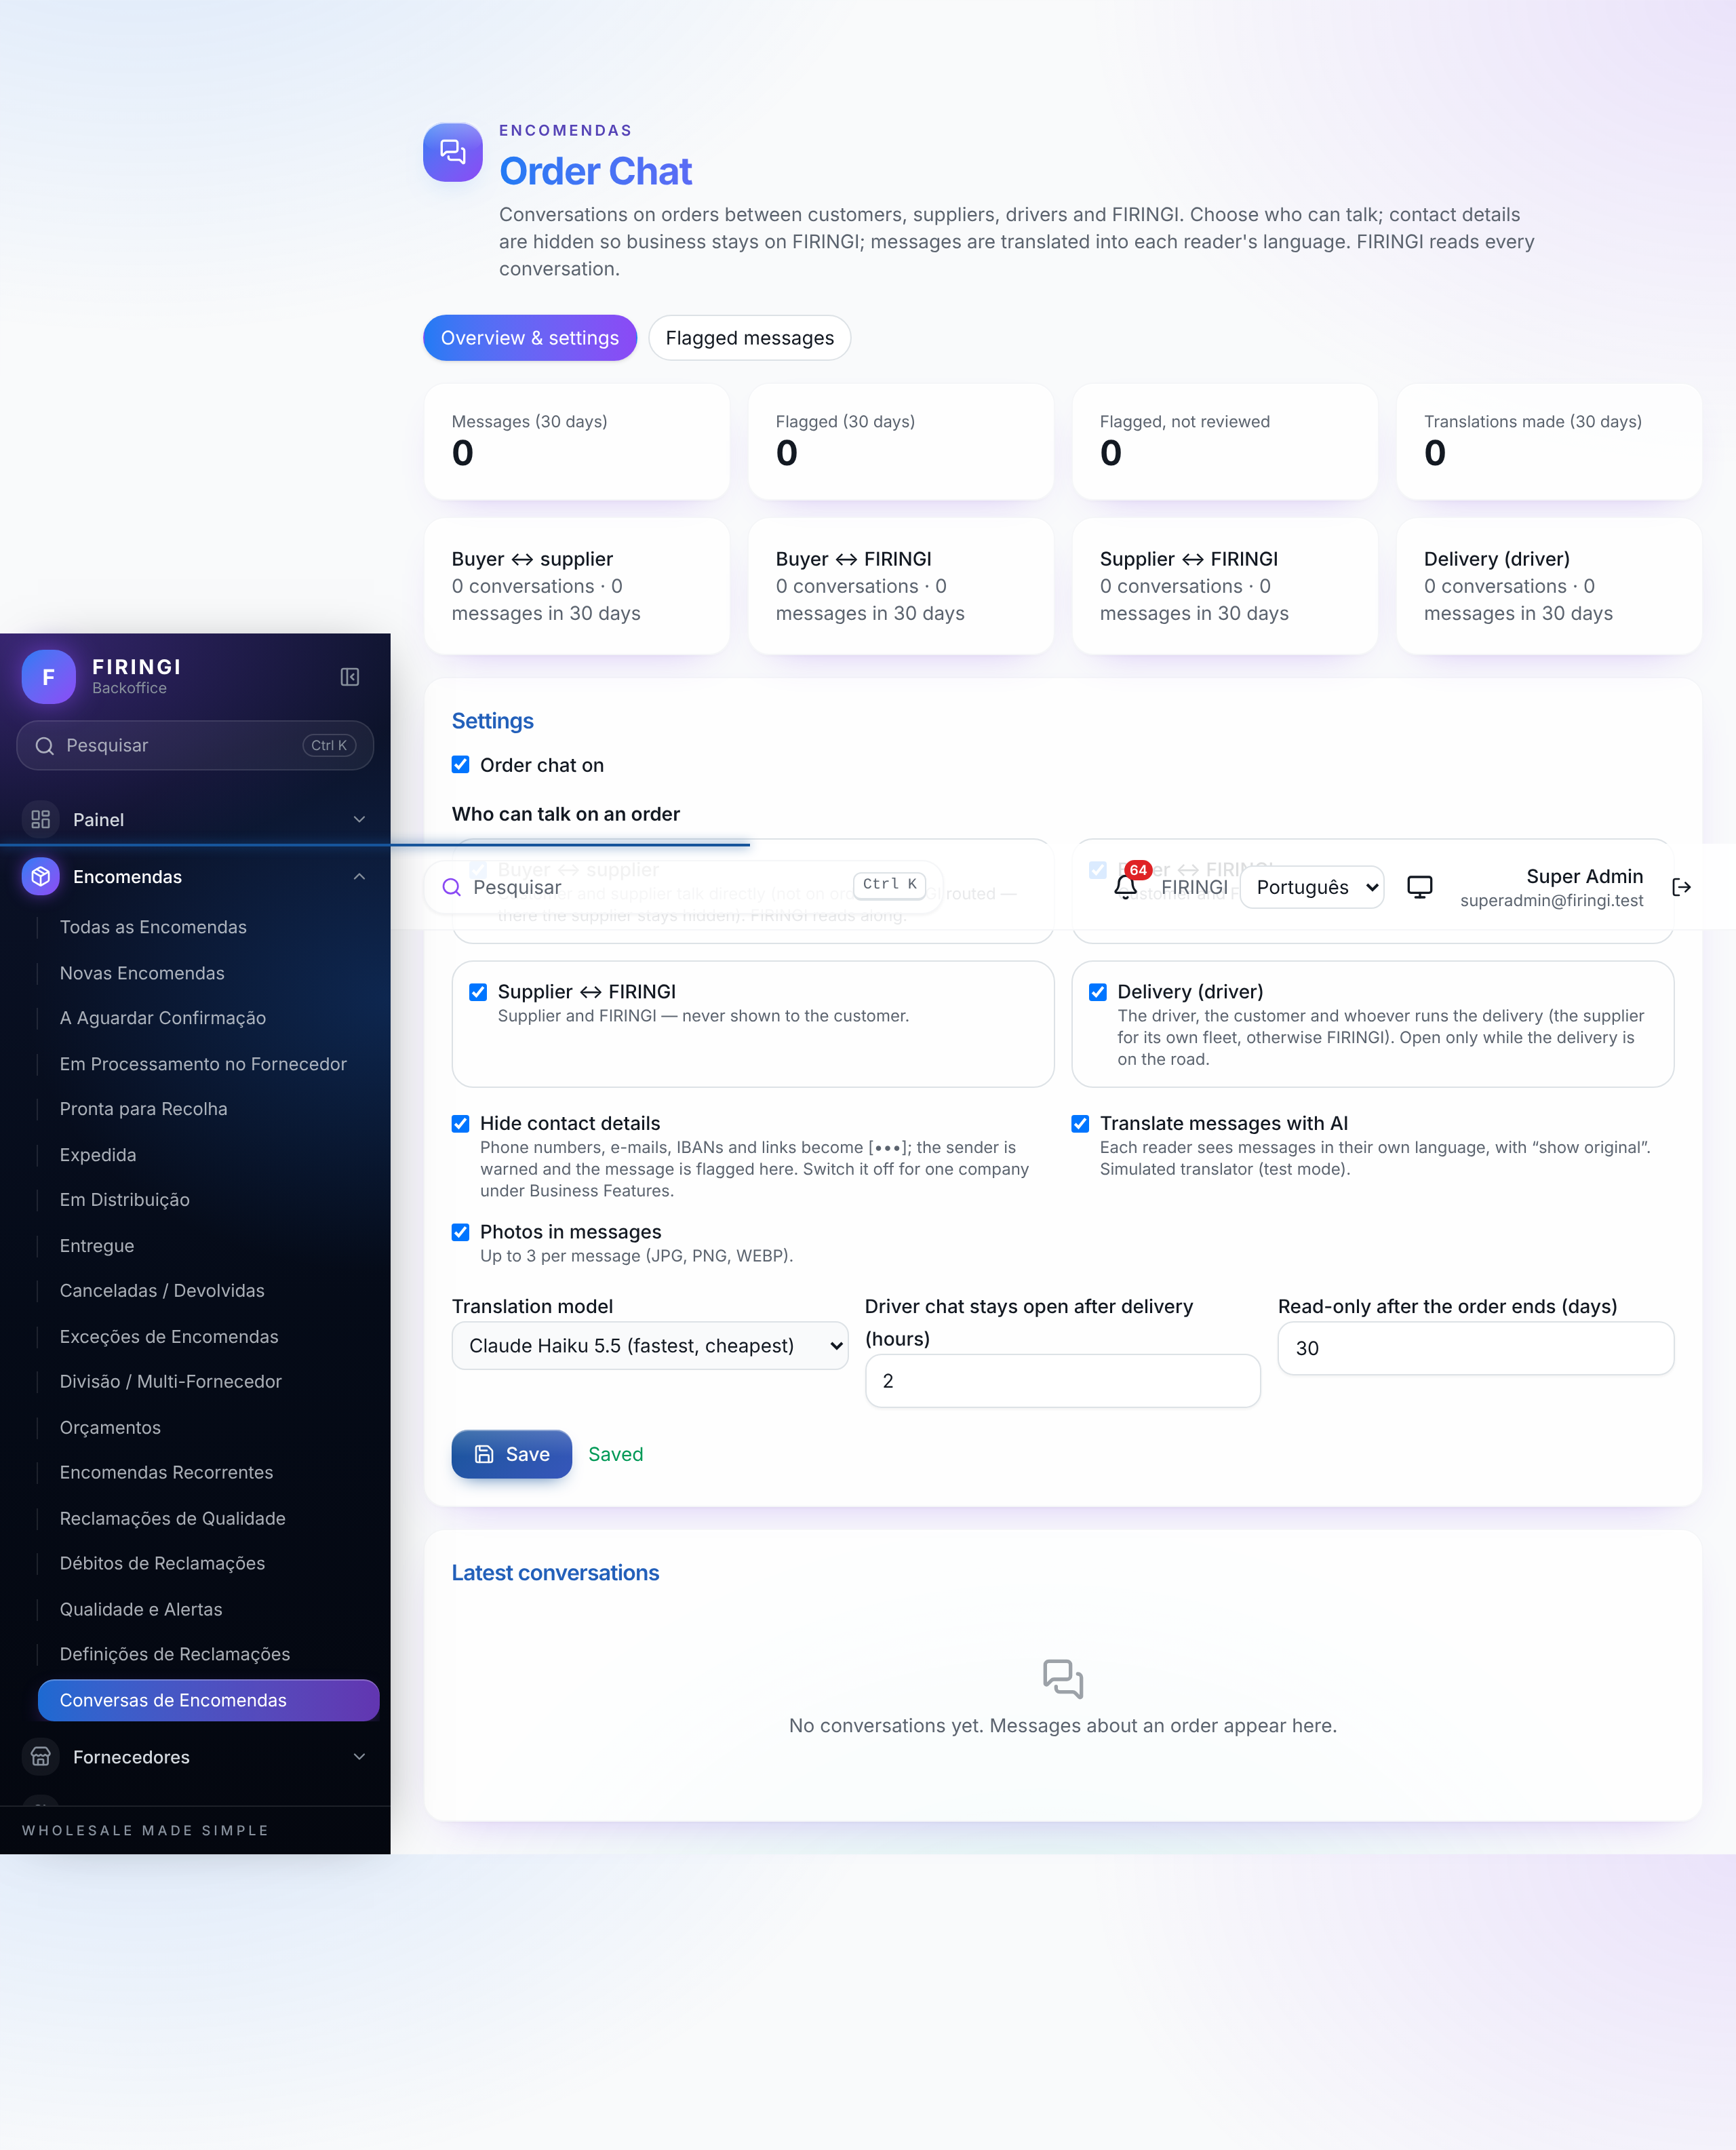 ENCOMENDAS
Order Chat
Conversations on orders between customers, suppliers, drivers and FIRINGI. Choose who can talk; contact details
are hidden so business stays on FIRINGI; messages are translated into each reader's language. FIRINGI reads every
conversation.
Overview & settings
Flagged messages
Messages (30 days)
0
Flagged (30 days)
0
Flagged, not reviewed
0
Translations made (30 days)
0
Buyer ↔ supplier
0 conversations · 0
messages in 30 days
Buyer ↔ FIRINGI
0 conversations · 0
messages in 30 days
Supplier ↔ FIRINGI
0 conversations · 0
messages in 30 days
Delivery (driver)
0 conversations · 0
messages in 30 days
F
FIRINGI
Backoffice
Pesquisar
Ctrl K
Painel
Encomendas
Todas as Encomendas
Novas Encomendas
A Aguardar Confirmação
Em Processamento no Fornecedor
Pronta para Recolha
Expedida
Em Distribuição
Entregue
Canceladas / Devolvidas
Exceções de Encomendas
Divisão / Multi-Fornecedor
Orçamentos
Encomendas Recorrentes
Reclamações de Qualidade
Débitos de Reclamações
Qualidade e Alertas
Definições de Reclamações
Conversas de Encomendas
Fornecedores
WHOLESALE MADE SIMPLE
Settings
Order chat on
Who can talk on an order
Pesquisar
Ctrl K
64
FIRINGI
Português
Super Admin
superadmin@firingi.test
Buyer ↔ supplier
routed —
there the supplier stays hidden). FIRINGI reads along.
Supplier ↔ FIRINGI
Supplier and FIRINGI — never shown to the customer.
Delivery (driver)
The driver, the customer and whoever runs the delivery (the supplier
for its own fleet, otherwise FIRINGI). Open only while the delivery is
on the road.
Hide contact details
Phone numbers, e-mails, IBANs and links become [•••]; the sender is
warned and the message is flagged here. Switch it off for one company
under Business Features.
Translate messages with AI
Each reader sees messages in their own language, with “show original”.
Simulated translator (test mode).
Photos in messages
Up to 3 per message (JPG, PNG, WEBP).
Translation model
Claude Haiku 5.5 (fastest, cheapest)
Driver chat stays open after delivery
(hours)
2
Read-only after the order ends (days)
30
Save
Saved
Latest conversations
No conversations yet. Messages about an order appear here.